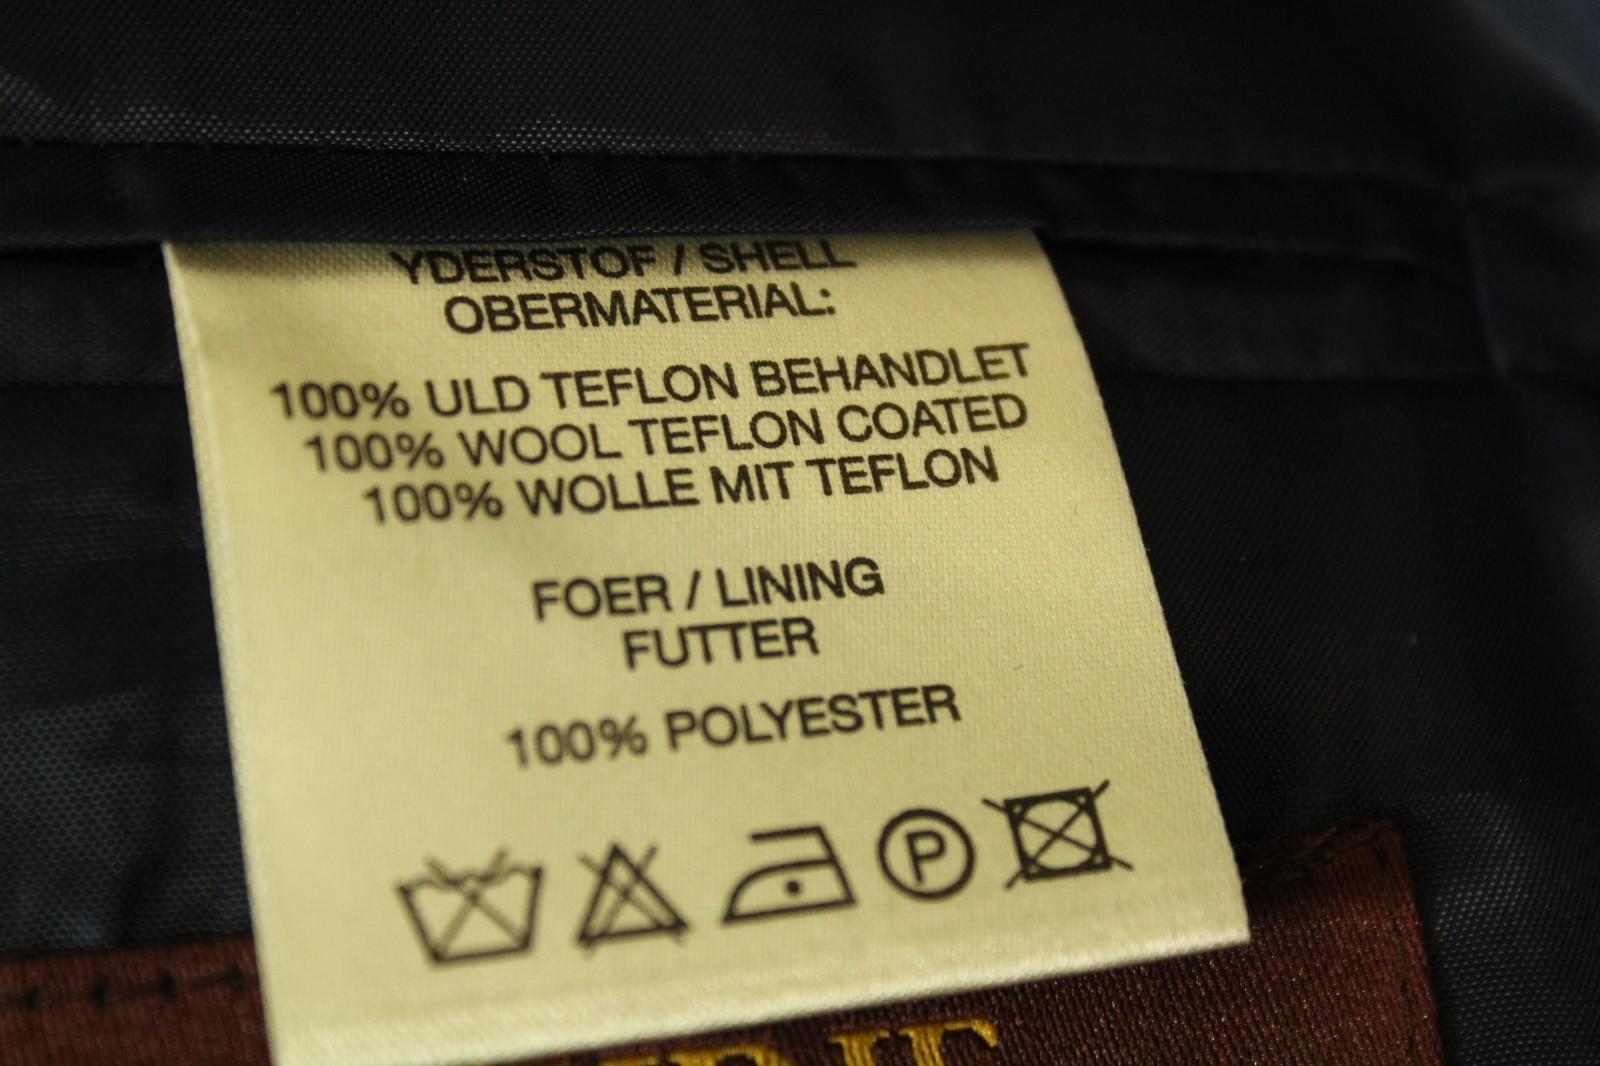 YDERSTOF / SHELL
OBERMATERIAL:
100% ULD TEFLON BEHANDLET
100% WOOL TEFLON COATED
100% WOLLE MIT TEFLON
FOER / LINING
FUTTER
100% POLYESTER
P